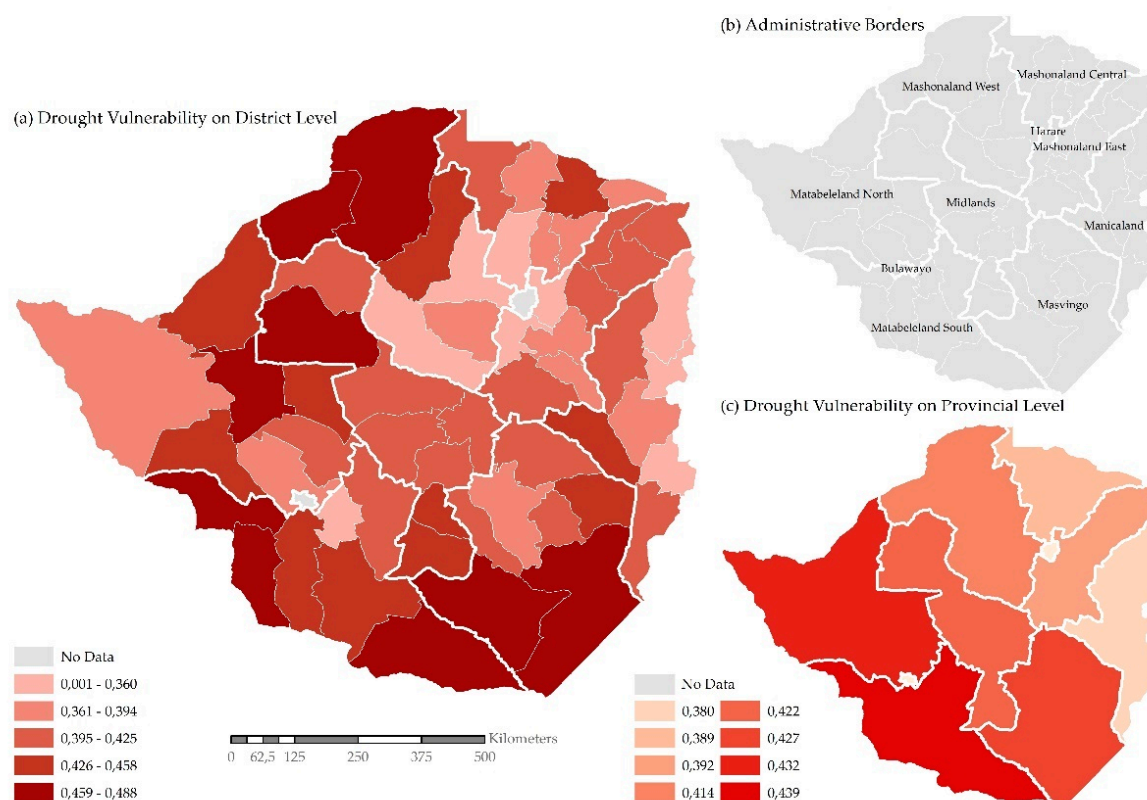 (b) Administrative Borders
Mashonaland Central
Mashonaland West
Harare
Mashonaland East
Matabeleland North
Midlands
Manicaland
Bulawayo
Masvingo
Matabeleland South
(a) Drought Vulnerability on District Level
No Data
0,001 - 0,360
0,361 - 0,394
0,395 - 0,425
0,426 - 0,458
0,459 - 0,488
Kilometers
0 62,5 125 250 375 500
(c) Drought Vulnerability on Provincial Level
No Data
0,380 0,422
0,389 0,427
0,392 0,432
0,414 0,439